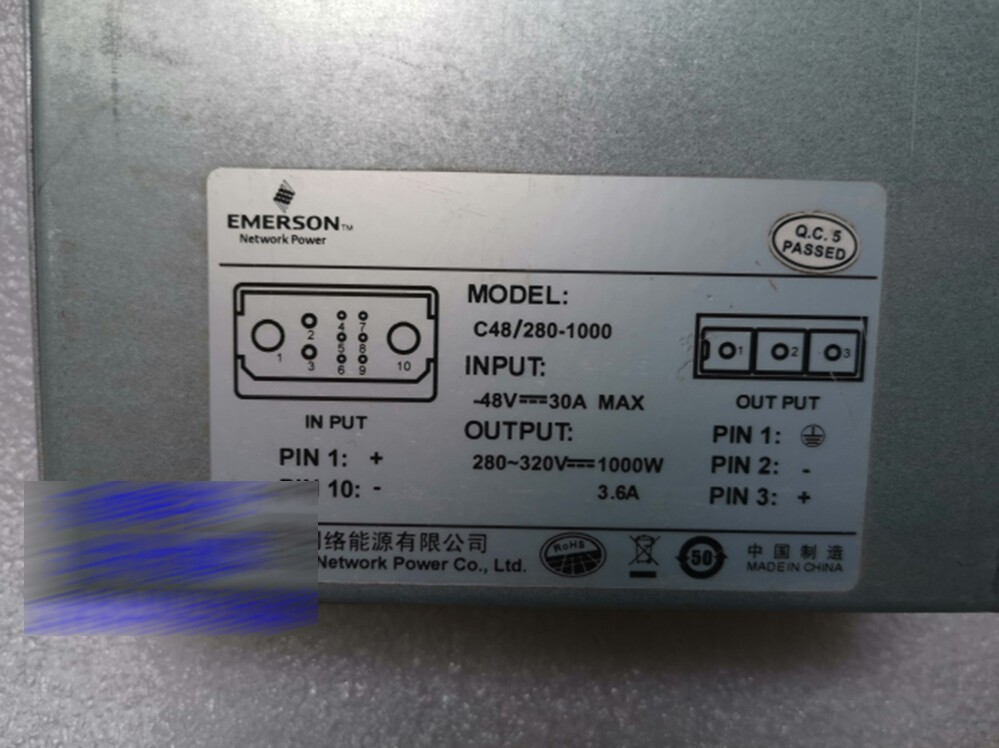 EMERSON™
Network Power
Q.C. 5
PASSED
MODEL:
C48/280-1000
INPUT:
-48V⎓30A MAX
OUTPUT:
280~320V⎓1000W
3.6A
1
2
3
4
5
6
7
8
9
10
IN PUT
PIN 1: +
10: -
1
2
3
OUT PUT
PIN 1: ⏚
PIN 2: -
PIN 3: +
络能源有限公司
Network Power Co., Ltd.
RoHS
50
中国制造
MADE IN CHINA